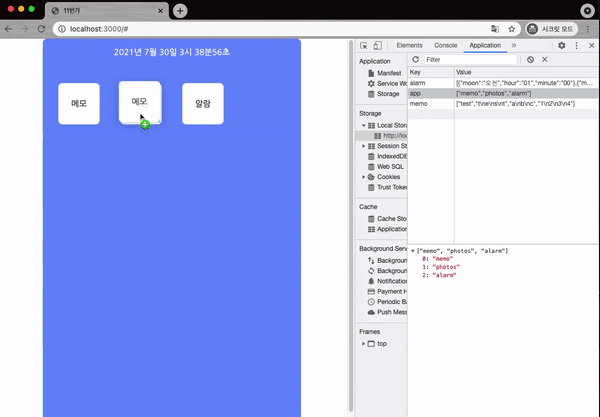 11번가
localhost:3000/#
시크릿 모드
2021년 7월 30일 3시 38분56초
메모
메모
알람
Elements
Console
Application
Application
Manifest
Service Wo
Storage
Storage
Local Stora
http://loc
Session St
IndexedDB
Web SQL
Cookies
Trust Token
Cache
Cache Sto
Application
Background Serv
Background
Background
Notification
Payment H
Periodic Ba
Push Mess
Frames
top
Filter
Key
Value
alarm
[{"noon":"오전","hour":"01","minute":"00"},{"m...
app
["memo","photos","alarm"]
memo
["test","t\ne\ns\nt","a\nb\nc","1\n2\n3\n4"]
["memo", "photos", "alarm"]
0: "memo"
1: "photos"
2: "alarm"